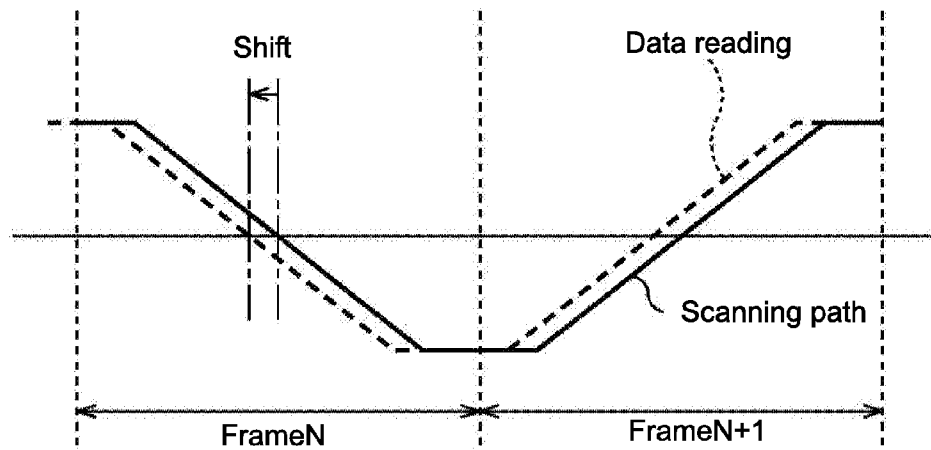 Shift
Data reading
Scanning path
FrameN
FrameN+1